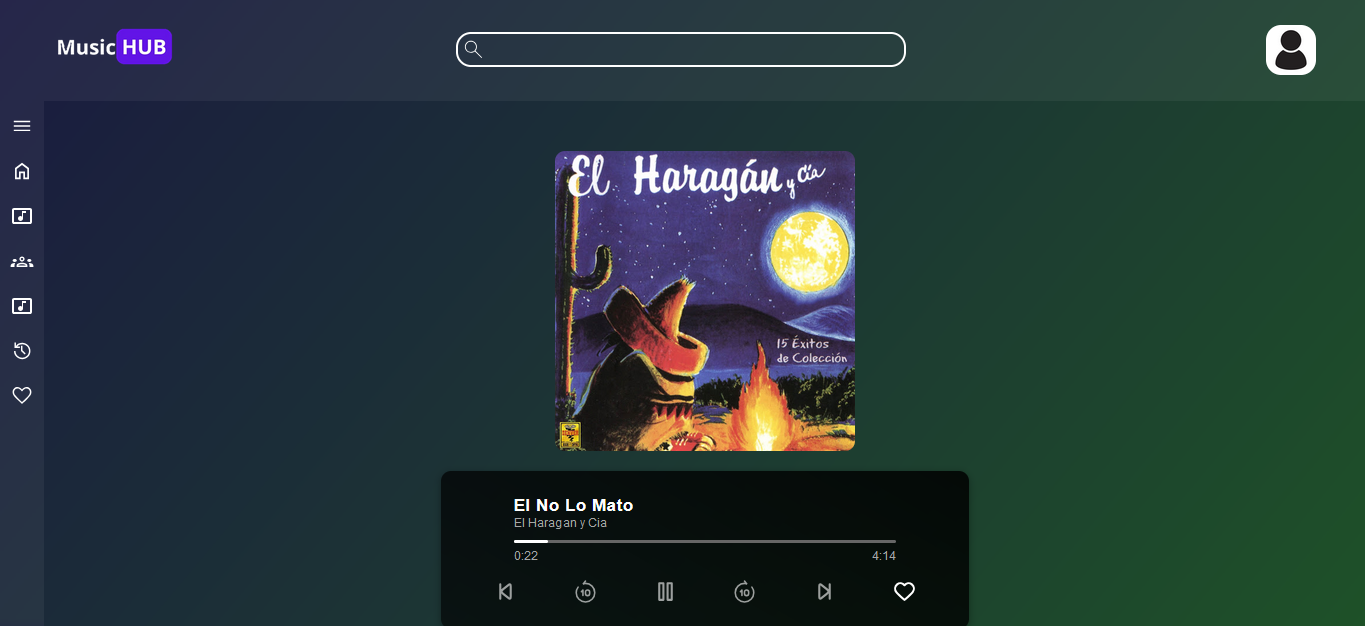 Music HUB
El Haragán y Cía
15 Éxitos
de Colección
El No Lo Mato
El Haragan y Cia
0:22 4:14
10 10